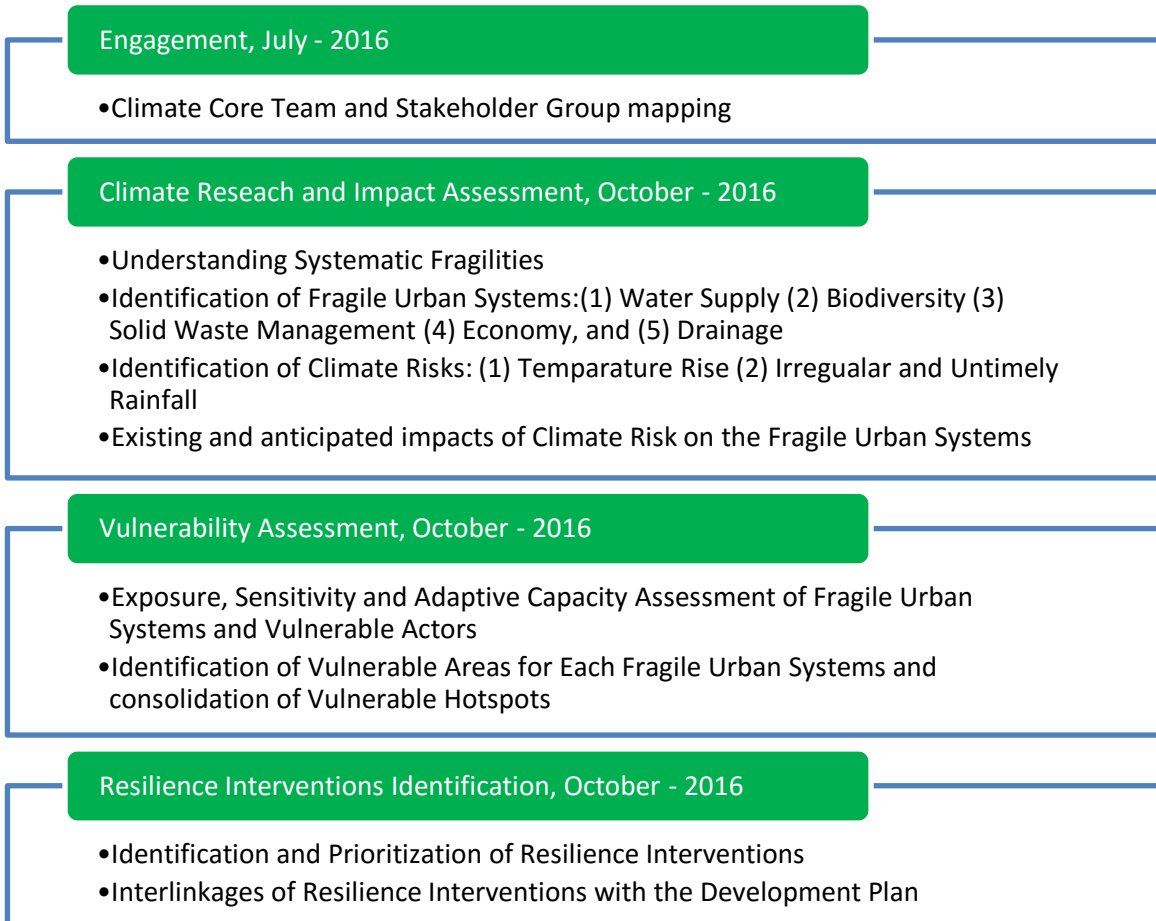 Engagement, July - 2016
•Climate Core Team and Stakeholder Group mapping
Climate Reseach and Impact Assessment, October - 2016
•Understanding Systematic Fragilities
•Identification of Fragile Urban Systems:(1) Water Supply (2) Biodiversity (3)
Solid Waste Management (4) Economy, and (5) Drainage
•Identification of Climate Risks: (1) Temparature Rise (2) Irregualar and Untimely
Rainfall
•Existing and anticipated impacts of Climate Risk on the Fragile Urban Systems
Vulnerability Assessment, October - 2016
•Exposure, Sensitivity and Adaptive Capacity Assessment of Fragile Urban
Systems and Vulnerable Actors
•Identification of Vulnerable Areas for Each Fragile Urban Systems and
consolidation of Vulnerable Hotspots
Resilience Interventions Identification, October - 2016
•Identification and Prioritization of Resilience Interventions
•Interlinkages of Resilience Interventions with the Development Plan